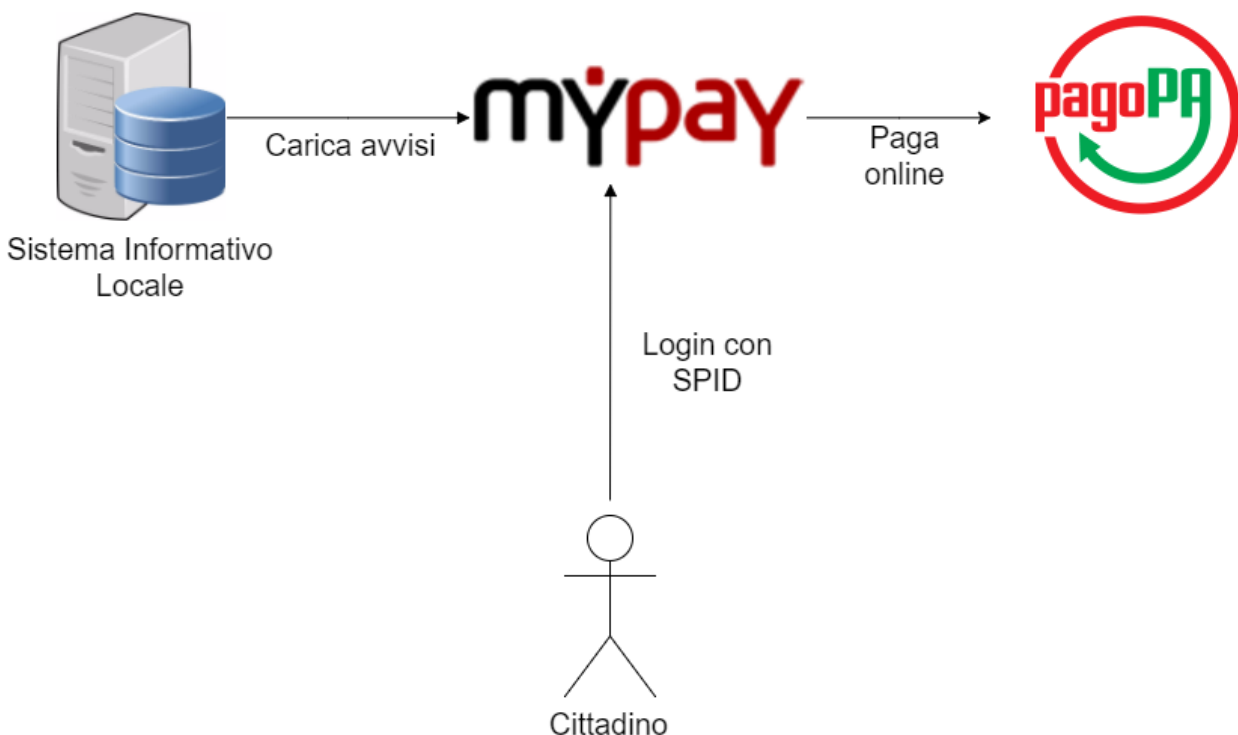 mypay
pagoPA
Carica avvisi
Paga
online
Sistema Informativo
Locale
Login con
SPID
Cittadino